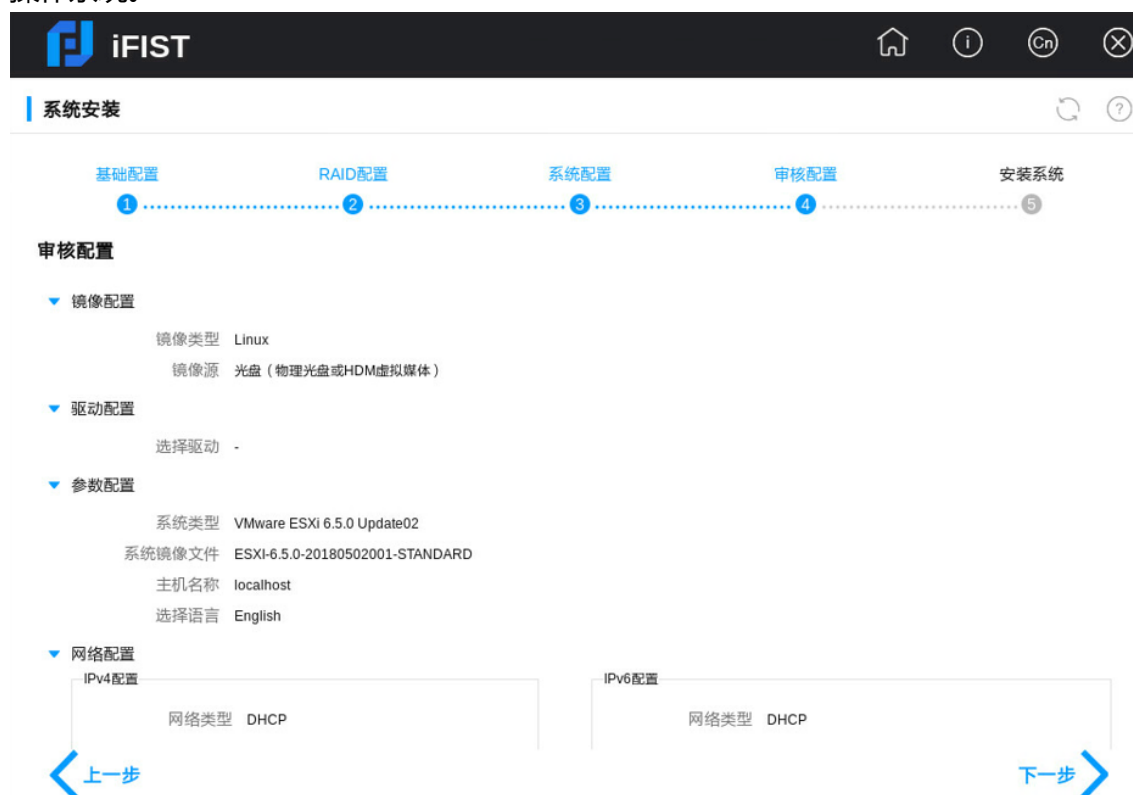 iFIST
Cn
系统安装
基础配置 RAID配置 系统配置 审核配置 安装系统
1 2 3 4 5
审核配置
镜像配置
镜像类型 Linux
镜像源 光盘（物理光盘或HDM虚拟媒体）
驱动配置
选择驱动 -
参数配置
系统类型 VMware ESXi 6.5.0 Update02
系统镜像文件 ESXI-6.5.0-20180502001-STANDARD
主机名称 localhost
选择语言 English
网络配置
IPv4配置 IPv6配置
网络类型 DHCP 网络类型 DHCP
上一步 下一步